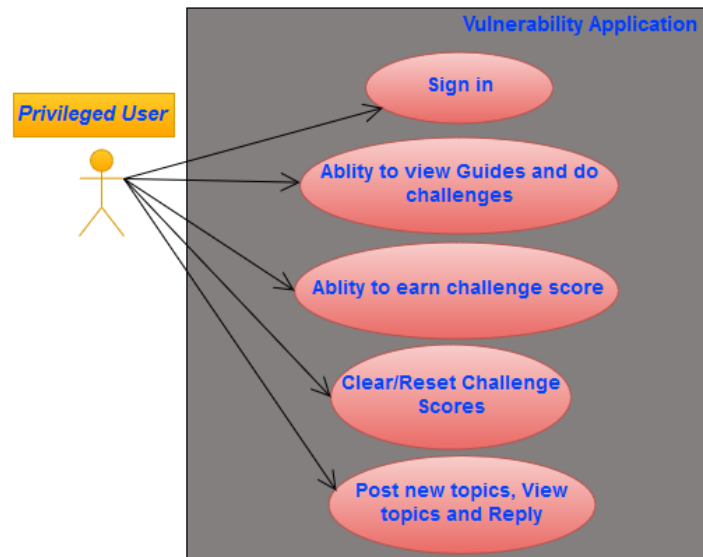 Vulnerability Application
Privileged User
Sign in
Ablity to view Guides and do
challenges
Ablity to earn challenge score
Clear/Reset Challenge
Scores
Post new topics, View
topics and Reply